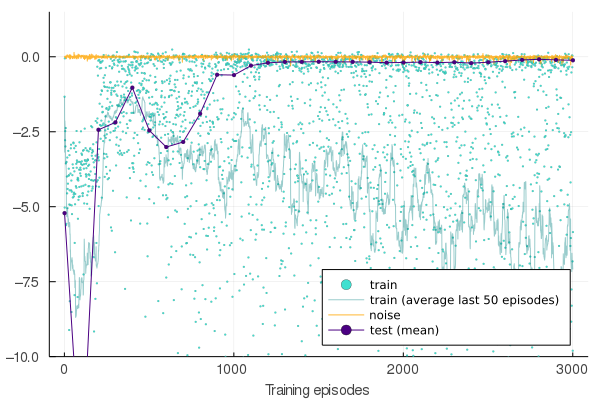 0.0
−2.5
−5.0
−7.5
−10.0
train
train (average last 50 episodes)
noise
test (mean)
0 1000 2000 3000
Training episodes